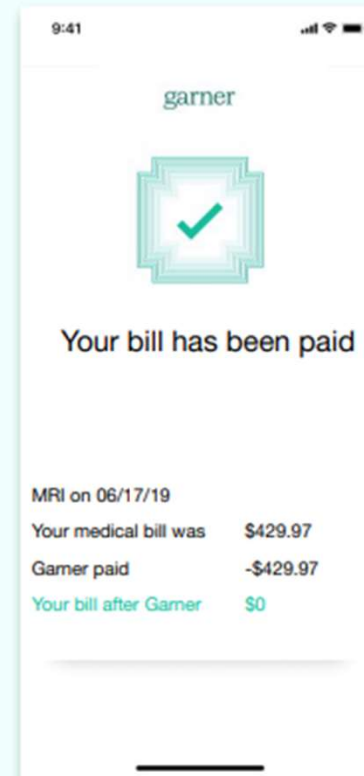 9:41
garner
Your bill has been paid
MRI on 06/17/19
Your medical bill was $429.97
Garner paid -$429.97
Your bill after Garner $0